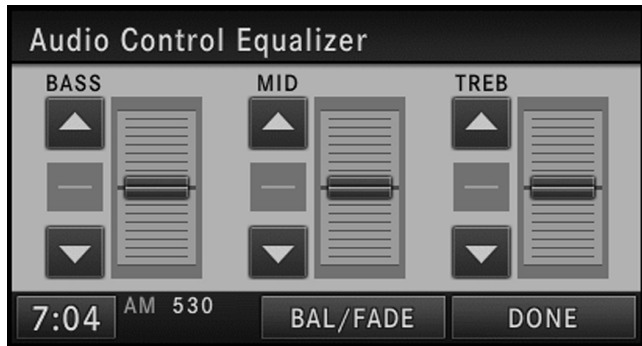 Audio Control Equalizer
BASS MID TREB
7:04 AM 530 BAL/FADE DONE